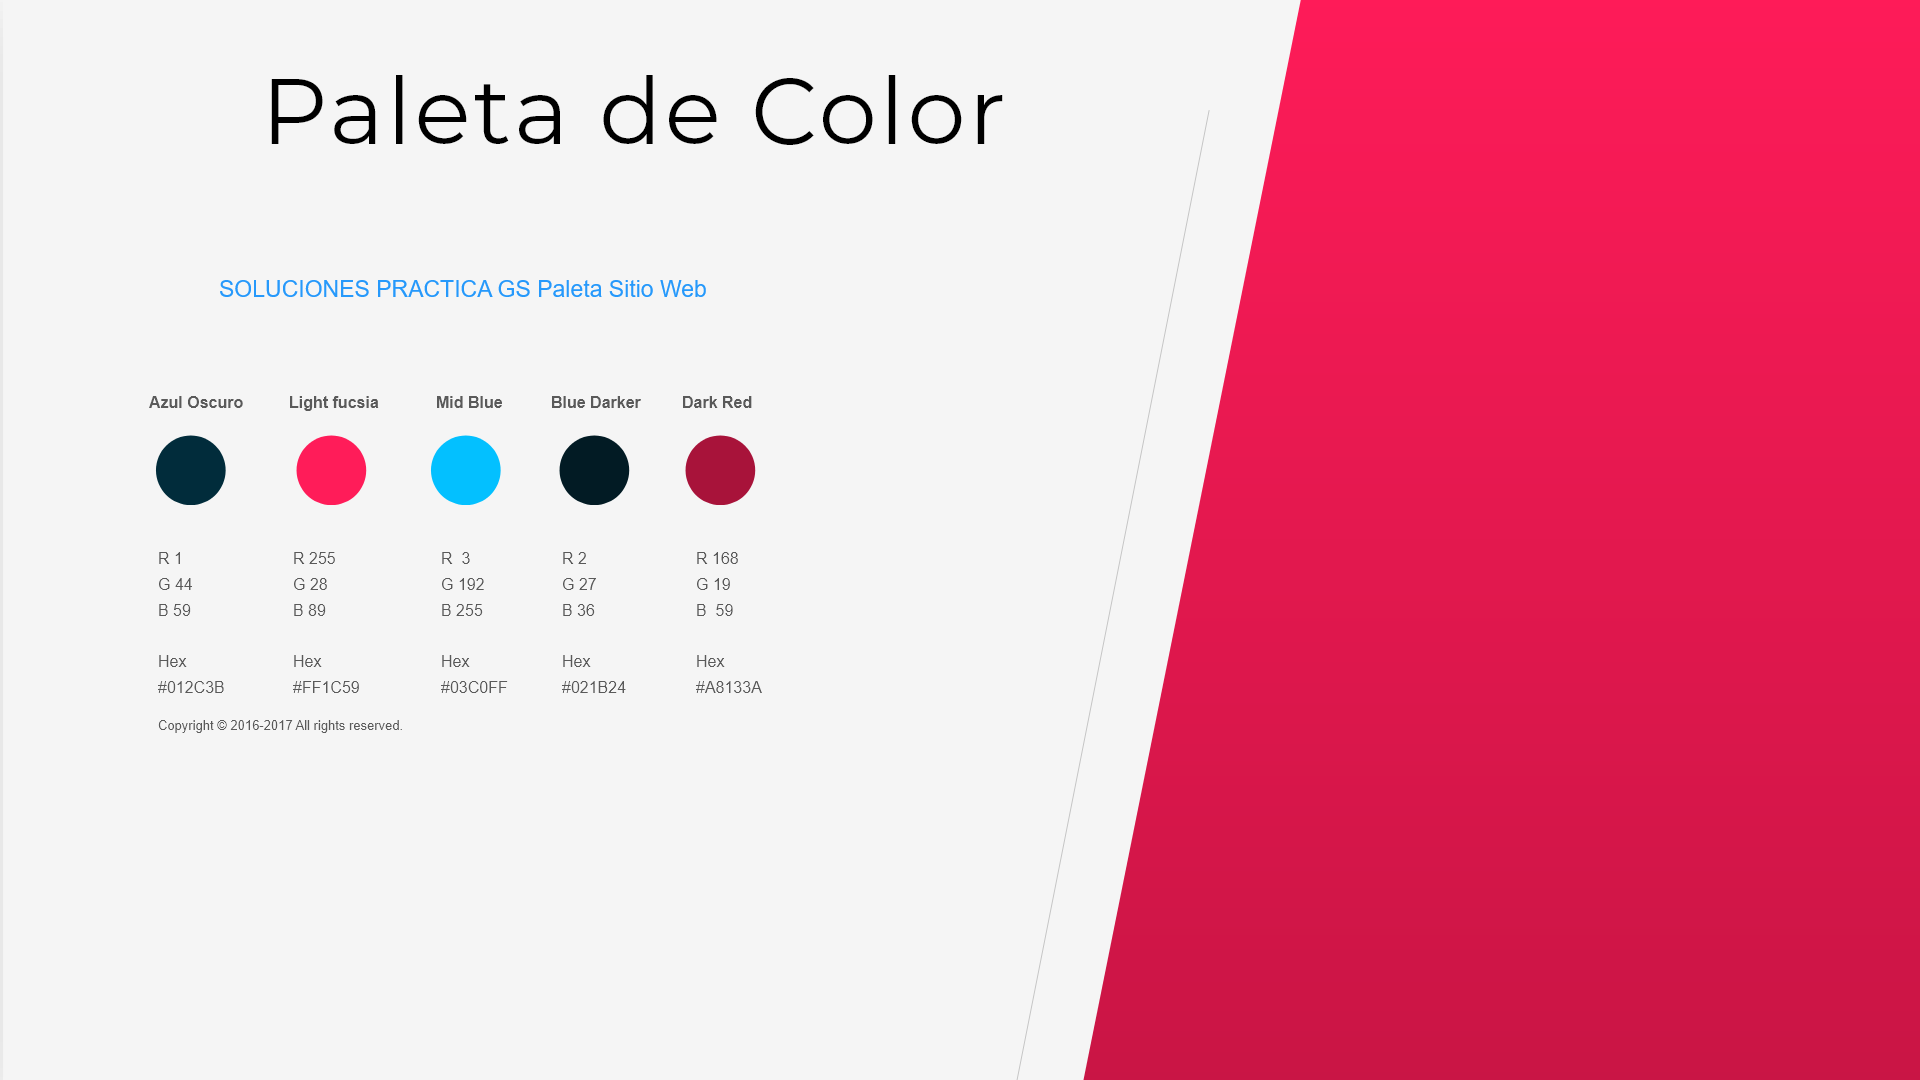 Paleta de Color
SOLUCIONES PRACTICA GS Paleta Sitio Web
Azul Oscuro
Light fucsia
Mid Blue
Blue Darker
Dark Red
R 1
G 44
B 59
Hex
#012C3B
R 255
G 28
B 89
Hex
#FF1C59
R  3
G 192
B 255
Hex
#03C0FF
R 2
G 27
B 36
Hex
#021B24
R 168
G 19
B  59
Hex
#A8133A
Copyright © 2016-2017 All rights reserved.